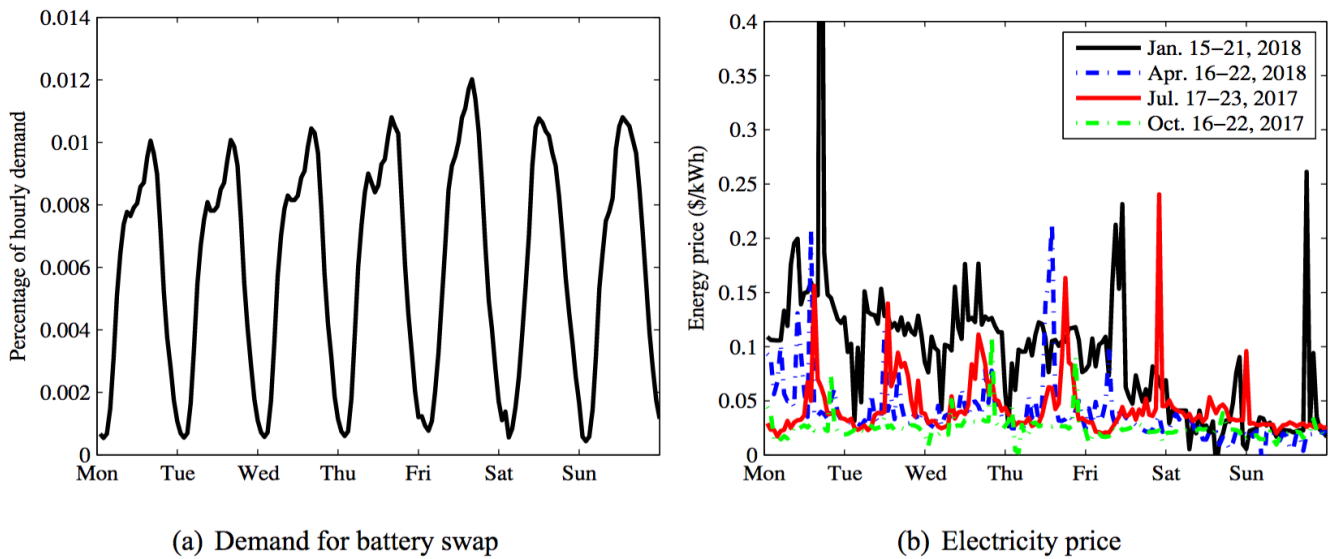 Percentage of hourly demand
0.014
0.012
0.01
0.008
0.006
0.004
0.002
0
Mon Tue Wed Thu Fri Sat Sun
(a) Demand for battery swap
Energy price ($/kWh)
0.4
0.35
0.3
0.25
0.2
0.15
0.1
0.05
0
Jan. 15−21, 2018
Apr. 16−22, 2018
Jul. 17−23, 2017
Oct. 16−22, 2017
Mon Tue Wed Thu Fri Sat Sun
(b) Electricity price